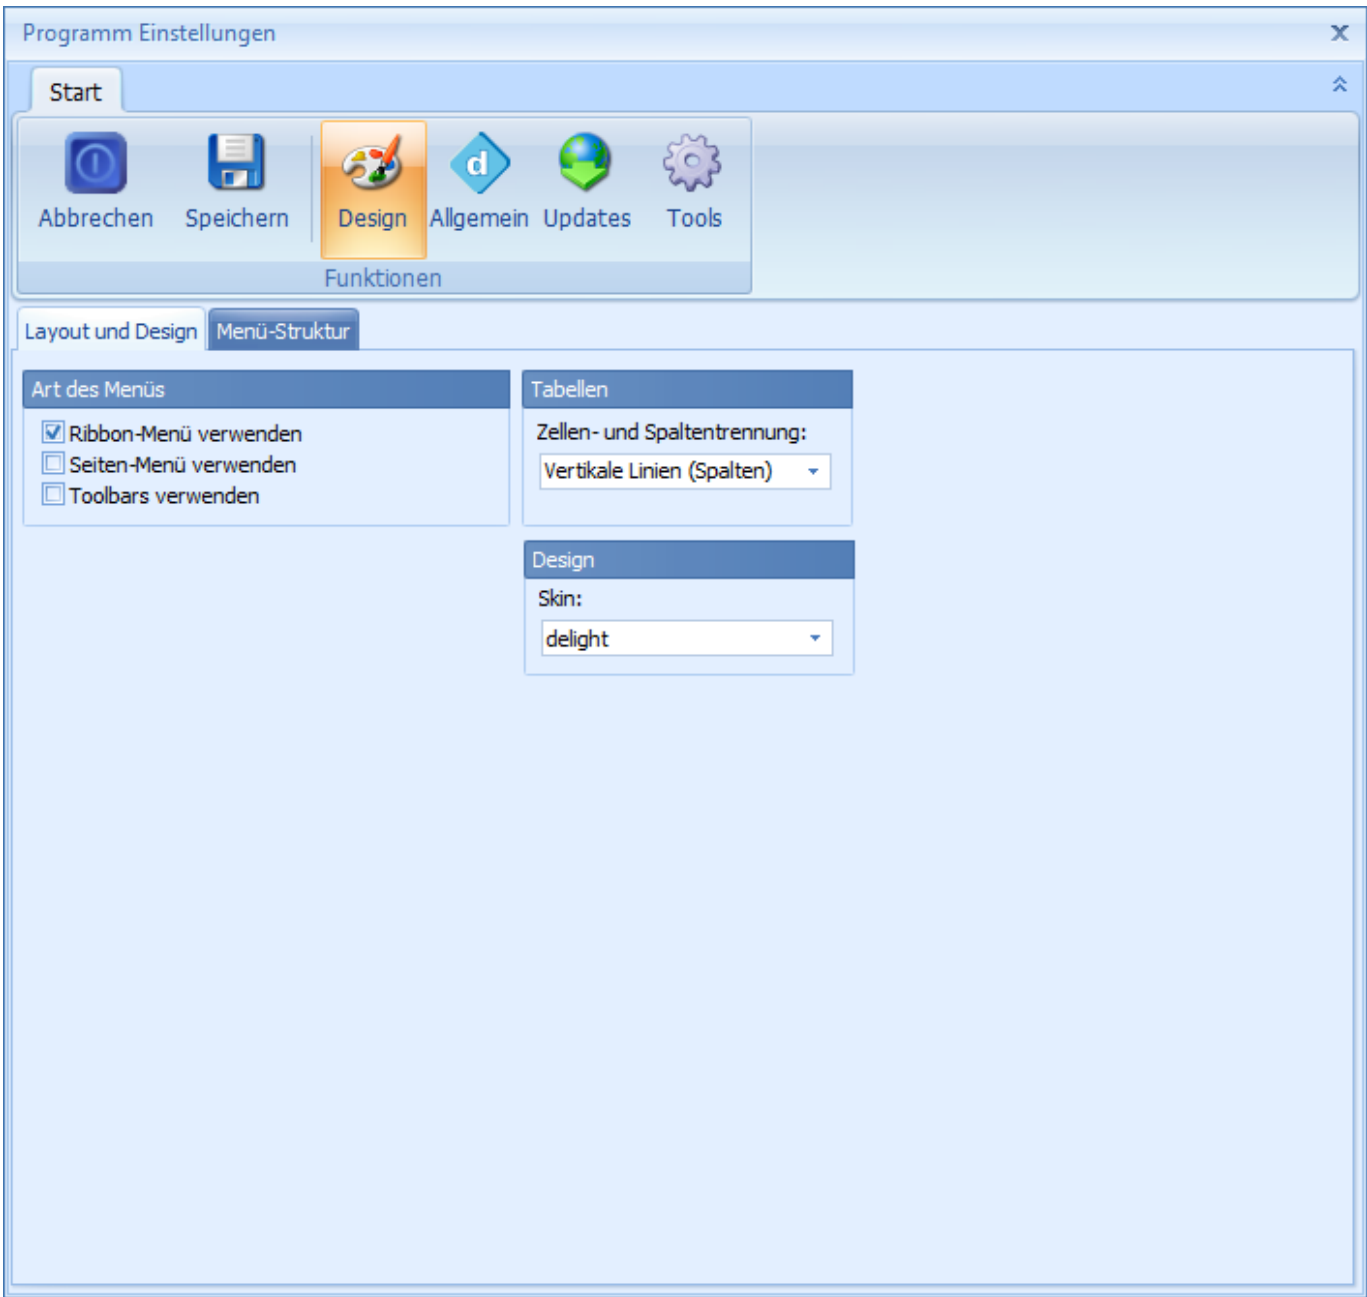 Programm Einstellungen
Start
Abbrechen
Speichern
Design
Allgemein
Updates
Tools
Funktionen
Layout und Design
Menü-Struktur
Art des Menüs
Ribbon-Menü verwenden
Seiten-Menü verwenden
Toolbars verwenden
Tabellen
Zellen- und Spaltentrennung:
Vertikale Linien (Spalten)
Design
Skin:
delight